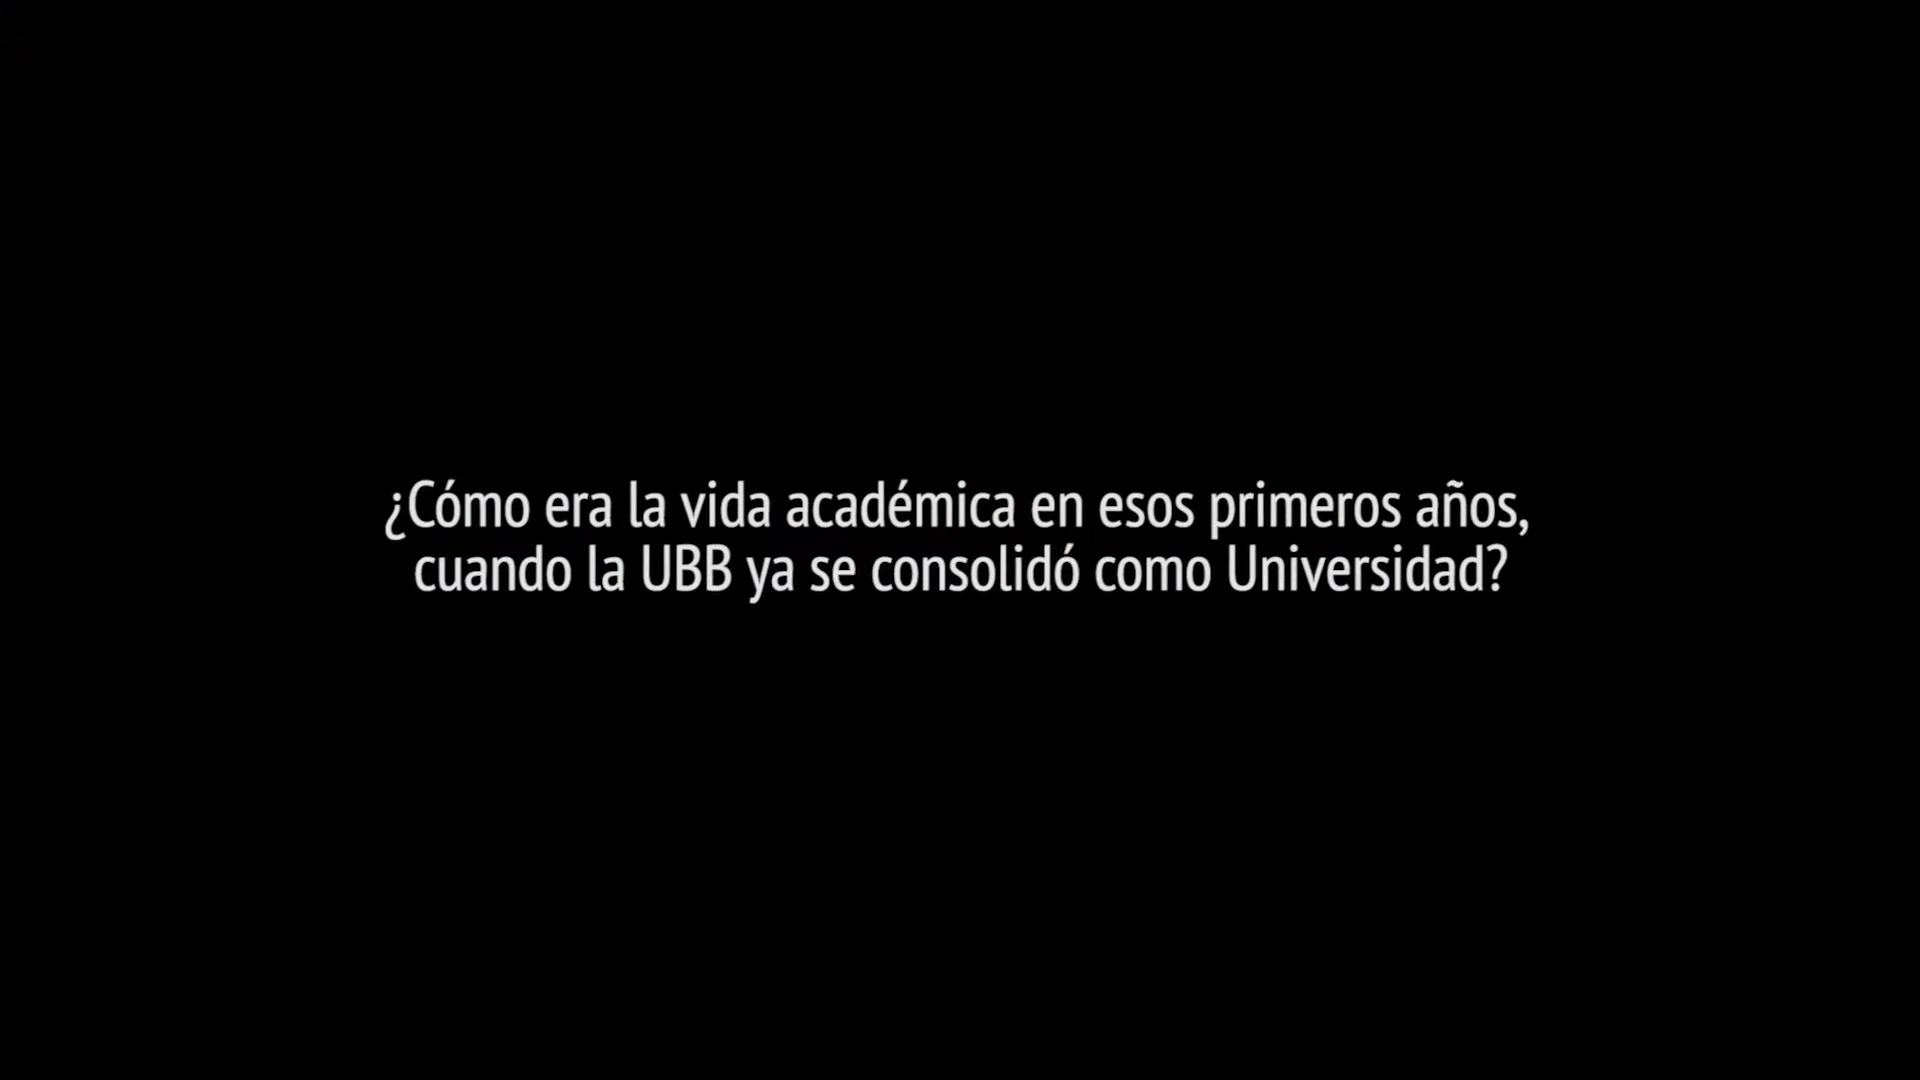 ¿Cómo era la vida académica en esos primeros años,
cuando la UBB ya se consolidó como Universidad?